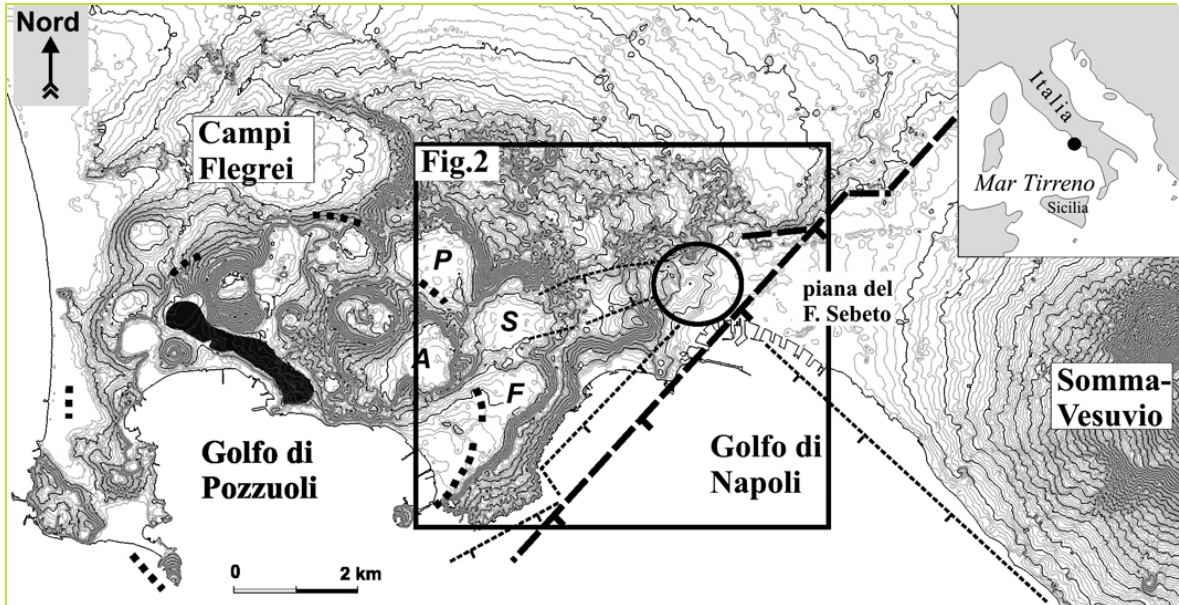 Nord
Campi
Flegrei
Fig.2
P
S
A
F
Golfo di
Pozzuoli
Golfo di
Napoli
piana del
F. Sebeto
Somma-
Vesuvio
Italia
Mar Tirreno
Sicilia
0 2 km